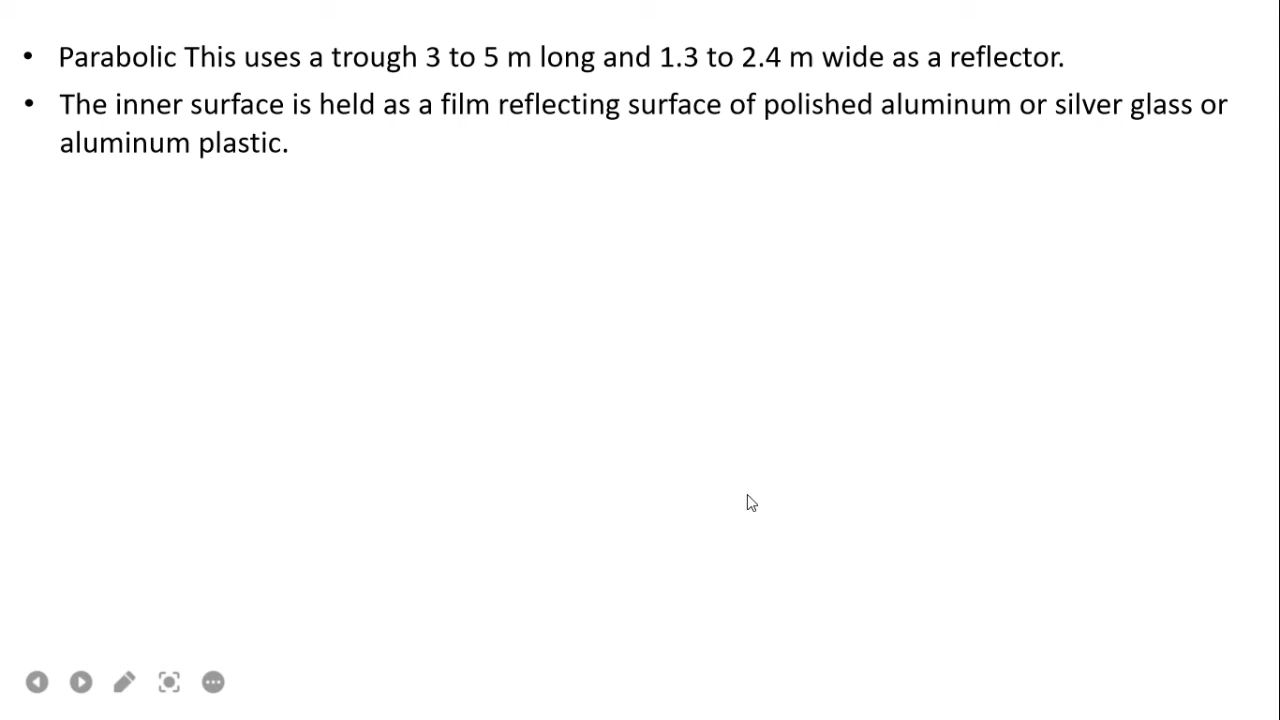 • Parabolic This uses a trough 3 to 5 m long and 1.3 to 2.4 m wide as a reflector.
• The inner surface is held as a film reflecting surface of polished aluminum or silver glass or
aluminum plastic.